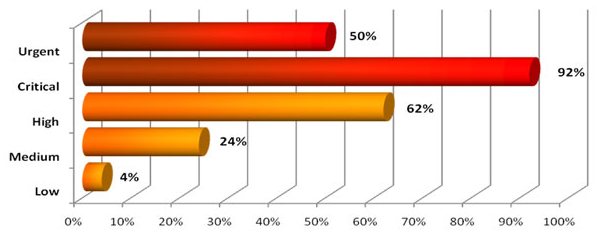 Urgent 50%
Critical 92%
High 62%
Medium 24%
Low 4%
0% 10% 20% 30% 40% 50% 60% 70% 80% 90% 100%